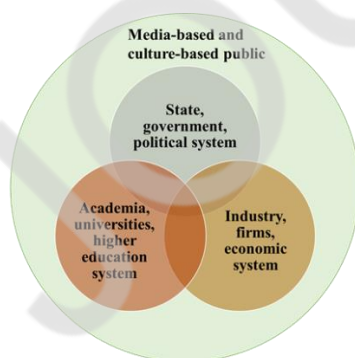 Media-based and
culture-based public
State,
government,
political system
Academia,
universities,
higher
education
system
Industry,
firms,
economic
system